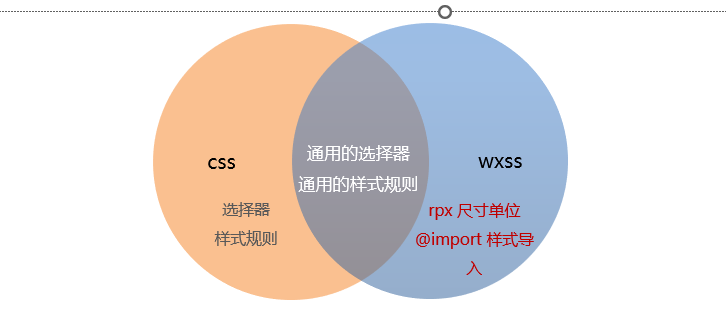 css
选择器
样式规则
通用的选择器
通用的样式规则
wxss
rpx 尺寸单位
@import 样式导
入